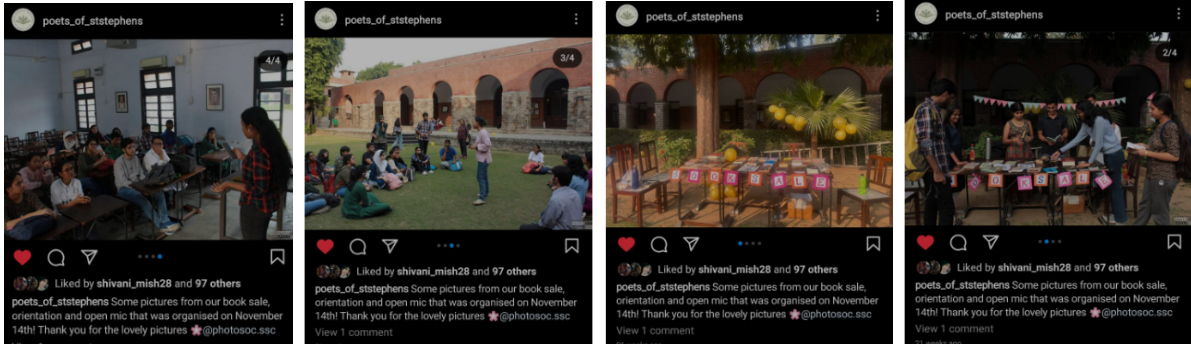 poets_of_ststephens
4/4
Liked by shivani_mish28 and 97 others
poets_of_ststephens Some pictures from our book sale,
orientation and open mic that was organised on November
14th! Thank you for the lovely pictures 🌸@photosoc.ssc
poets_of_ststephens
3/4
Liked by shivani_mish28 and 97 others
poets_of_ststephens Some pictures from our book sale,
orientation and open mic that was organised on November
14th! Thank you for the lovely pictures 🌸@photosoc.ssc
View 1 comment
poets_of_ststephens
BOOK SALE
Liked by shivani_mish28 and 97 others
poets_of_ststephens Some pictures from our book sale,
orientation and open mic that was organised on November
14th! Thank you for the lovely pictures 🌸@photosoc.ssc
View 1 comment
poets_of_ststephens
2/4
Liked by shivani_mish28 and 97 others
poets_of_ststephens Some pictures from our book sale,
orientation and open mic that was organised on November
14th! Thank you for the lovely pictures 🌸@photosoc.ssc
View 1 comment
21 weeks ago